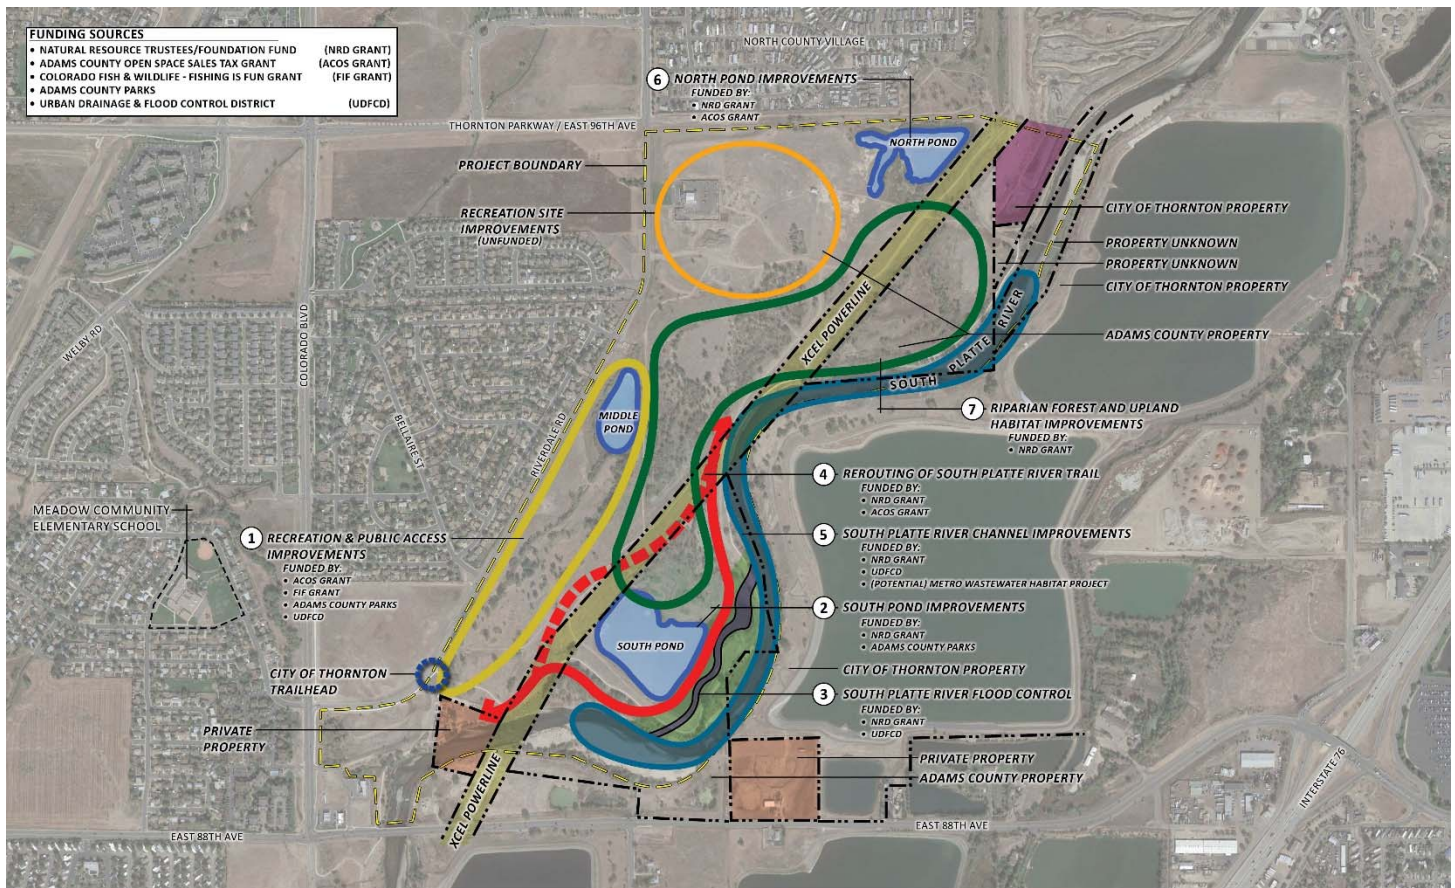 FUNDING SOURCES
• NATURAL RESOURCE TRUSTEES/FOUNDATION FUND (NRD GRANT)
• ADAMS COUNTY OPEN SPACE SALES TAX GRANT (ACOS GRANT)
• COLORADO FISH & WILDLIFE - FISHING IS FUN GRANT (FIF GRANT)
• ADAMS COUNTY PARKS
• URBAN DRAINAGE & FLOOD CONTROL DISTRICT (UDFCD)
NORTH COUNTY VILLAGE
6 NORTH POND IMPROVEMENTS
FUNDED BY:
• NRD GRANT
• ACOS GRANT
THORNTON PARKWAY / EAST 96TH AVE
NORTH POND
PROJECT BOUNDARY
RECREATION SITE
IMPROVEMENTS
(UNFUNDED)
CITY OF THORNTON PROPERTY
PROPERTY UNKNOWN
PROPERTY UNKNOWN
CITY OF THORNTON PROPERTY
ADAMS COUNTY PROPERTY
XCEL POWERLINE
SOUTH PLATTE RIVER
WELBY RD
COLORADO BLVD
BELLAIRE ST
RIVERDALE RD
MIDDLE
POND
7 RIPARIAN FOREST AND UPLAND
HABITAT IMPROVEMENTS
FUNDED BY:
• NRD GRANT
4 REROUTING OF SOUTH PLATTE RIVER TRAIL
FUNDED BY:
• NRD GRANT
• ACOS GRANT
MEADOW COMMUNITY
ELEMENTARY SCHOOL
1 RECREATION & PUBLIC ACCESS
IMPROVEMENTS
FUNDED BY:
• ACOS GRANT
• FIF GRANT
• ADAMS COUNTY PARKS
• UDFCD
5 SOUTH PLATTE RIVER CHANNEL IMPROVEMENTS
FUNDED BY:
• NRD GRANT
• UDFCD
• (POTENTIAL) METRO WASTEWATER HABITAT PROJECT
2 SOUTH POND IMPROVEMENTS
FUNDED BY:
• NRD GRANT
• ADAMS COUNTY PARKS
SOUTH POND
CITY OF THORNTON
TRAILHEAD
CITY OF THORNTON PROPERTY
3 SOUTH PLATTE RIVER FLOOD CONTROL
FUNDED BY:
• NRD GRANT
• UDFCD
PRIVATE
PROPERTY
PRIVATE PROPERTY
ADAMS COUNTY PROPERTY
XCEL POWERLINE
INTERSTATE 76
EAST 88TH AVE
EAST 88TH AVE